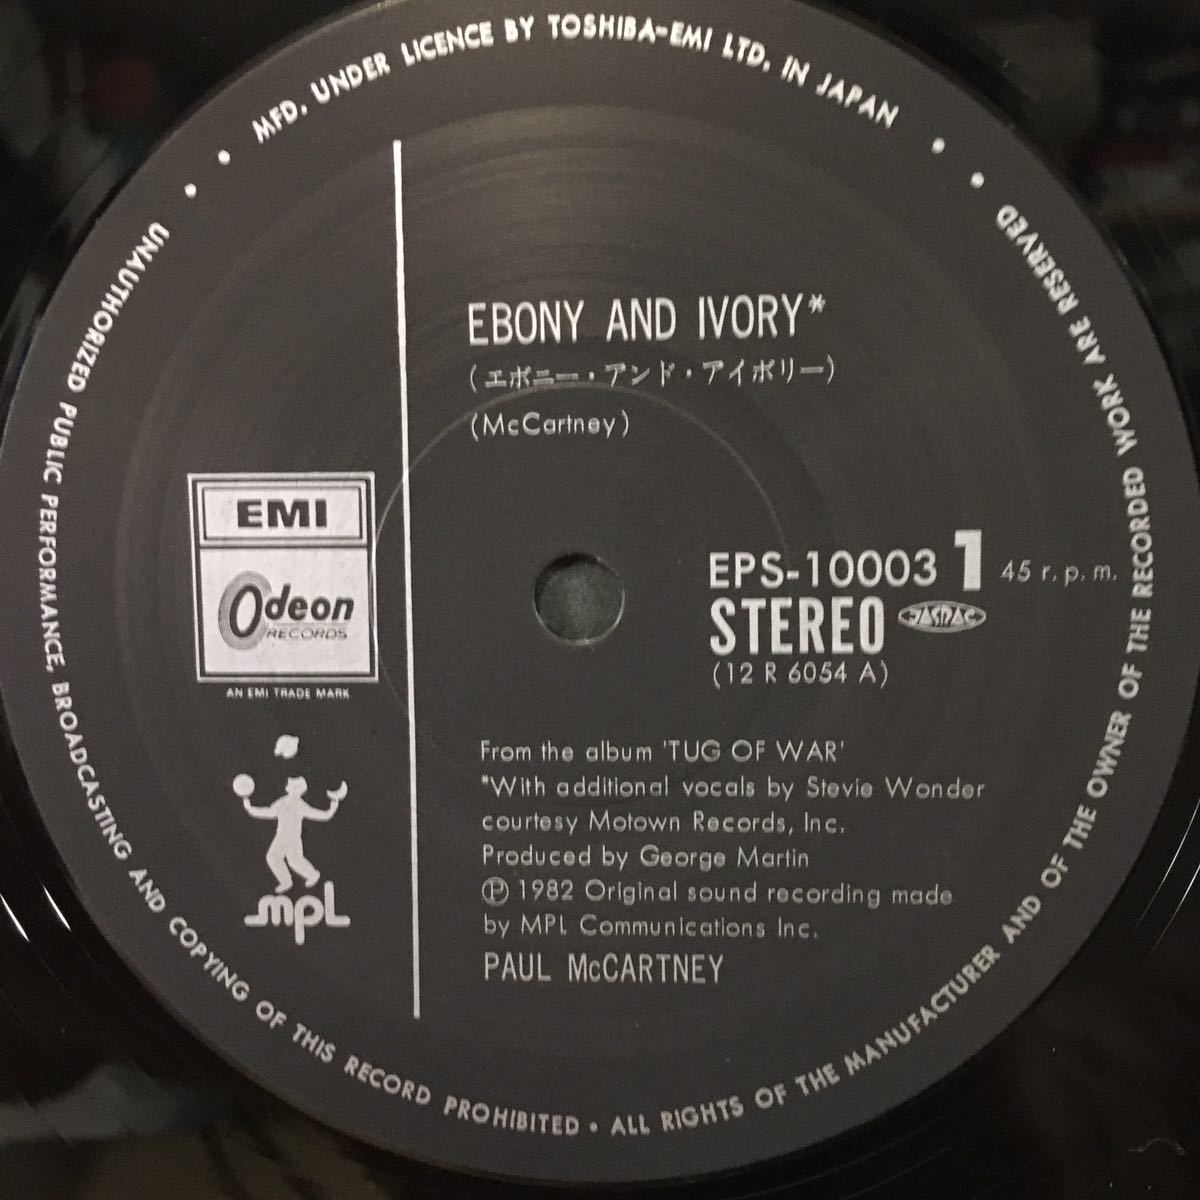 MFD. UNDER LICENCE BY TOSHIBA-EMI LTD. IN JAPAN
EBONY AND IVORY*
(エボニー・アンド・アイボリー)
(McCartney)
EMI
Odeon
RECORDS
AN EMI TRADE MARK
mpl
EPS-10003 1 45 r.p.m.
STEREO JASRAC
(12 R 6054 A)
From the album 'TUG OF WAR'
*With additional vocals by Stevie Wonder
courtesy Motown Records, Inc.
Produced by George Martin
Ⓟ 1982 Original sound recording made
by MPL Communications Inc.
PAUL McCARTNEY
UNAUTHORIZED PUBLIC PERFORMANCE, BROADCASTING AND COPYING OF THIS RECORD PROHIBITED • ALL RIGHTS OF THE MANUFACTURER AND OF THE OWNER OF THE RECORDED WORK ARE RESERVED